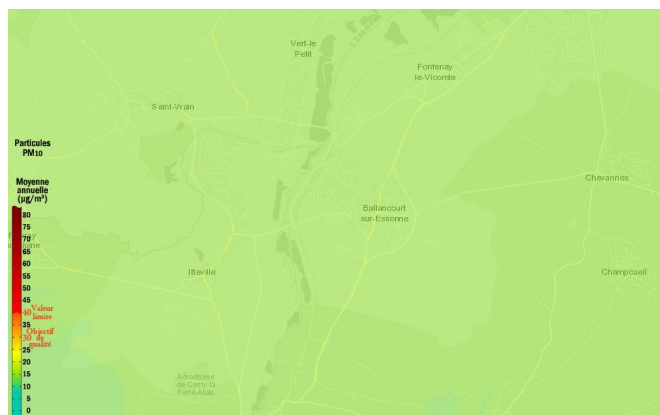 Vert-le
Petit
Fontenay
le-Vicomte
Saint-Vrain
Particules
PM10
Moyenne
annuelle
(µg/m³)
Chevannes
Ballancourt
sur-Essonne
Itteville
Champcueil
80
75
70
65
60
55
50
45
40 Valeur
limite
35
Objectif
30 de
qualité
25
20
15
10
5
0
Aérodrome
de Cerny-la
Ferté-Alais